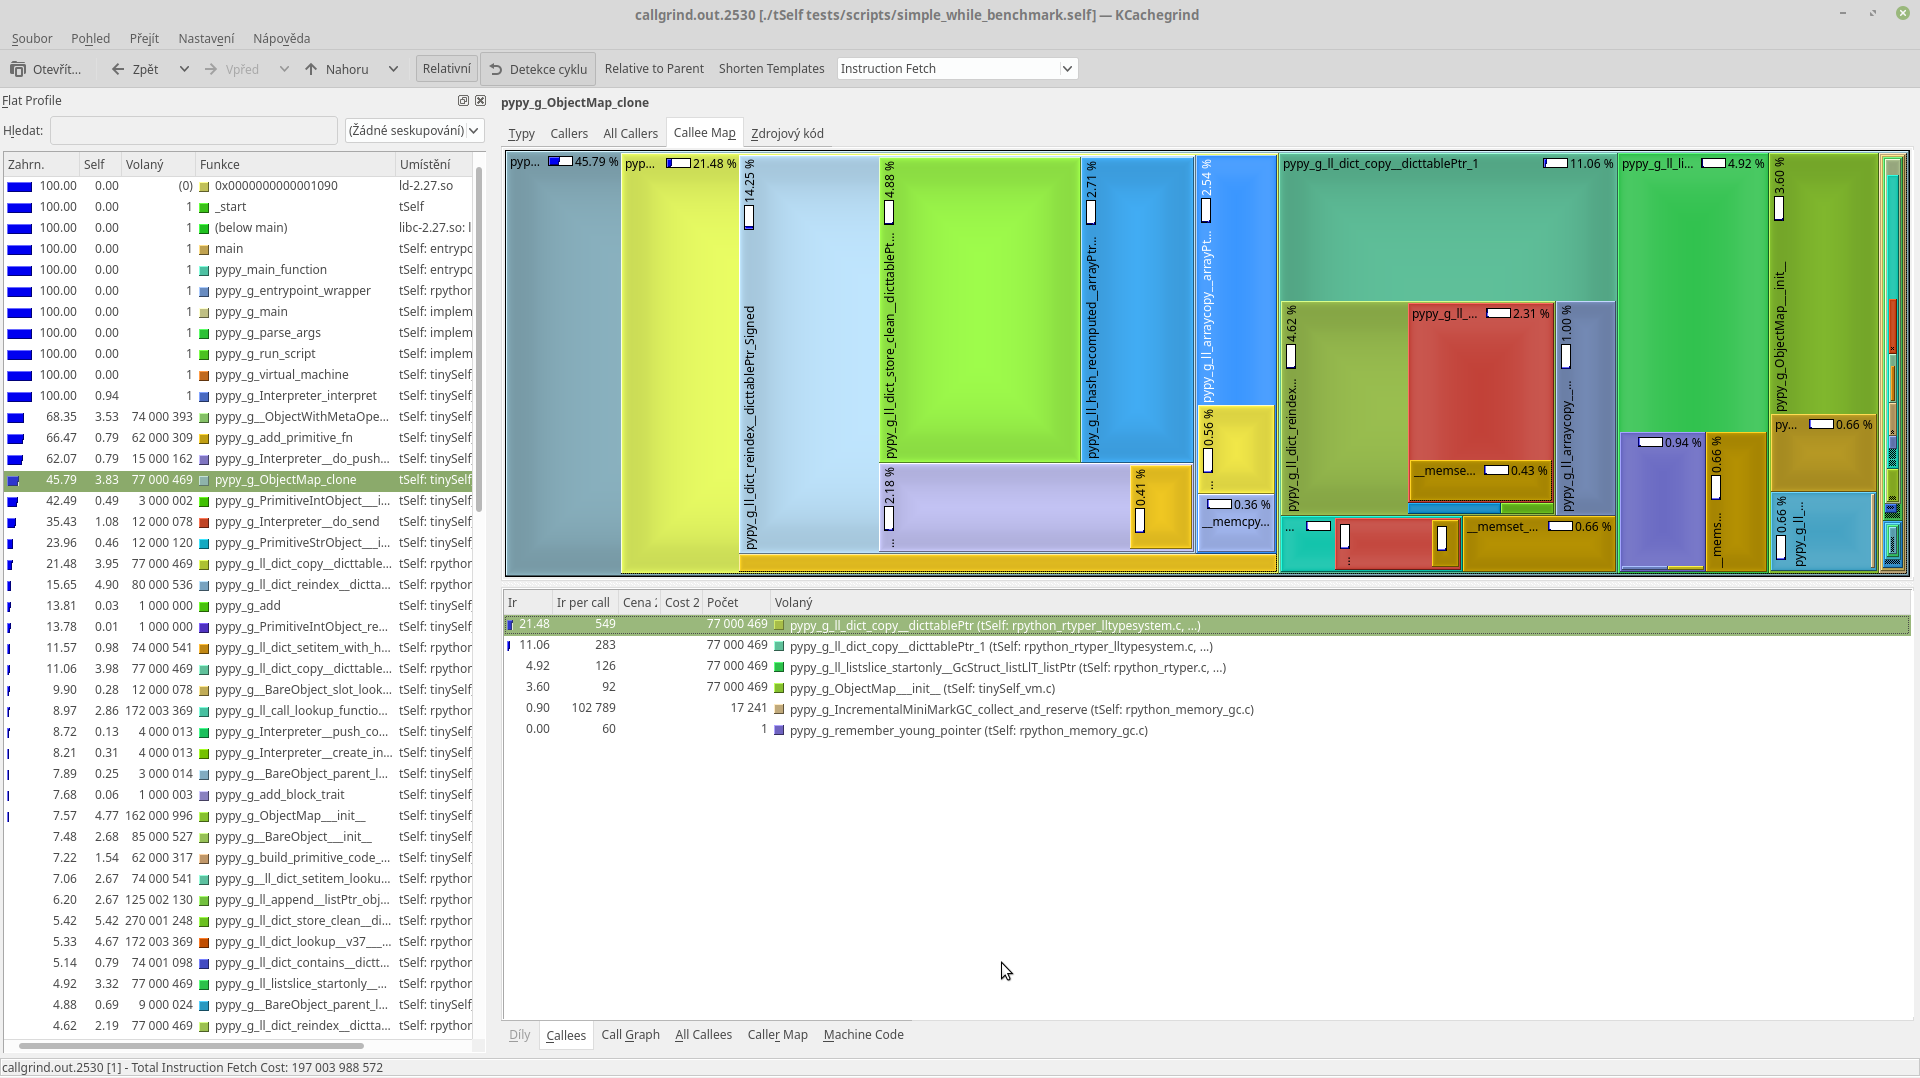 callgrind.out.2530 [./tSelf tests/scripts/simple_while_benchmark.self] — KCachegrind
Soubor Pohled Přejít Nastavení Nápověda
Otevřít... Zpět Vpřed Nahoru Relativní Detekce cyklu Relative to Parent Shorten Templates Instruction Fetch
Flat Profile
Hledat: (Žádné seskupování)
Zahrn. Self Volaný Funkce Umístění
100.00 0.00 (0) 0x0000000000001090 ld-2.27.so
100.00 0.00 1 _start tSelf
100.00 0.00 1 (below main) libc-2.27.so: l
100.00 0.00 1 main tSelf: entrypc
100.00 0.00 1 pypy_main_function tSelf: entrypc
100.00 0.00 1 pypy_g_entrypoint_wrapper tSelf: rpython
100.00 0.00 1 pypy_g_main tSelf: implem
100.00 0.00 1 pypy_g_parse_args tSelf: implem
100.00 0.00 1 pypy_g_run_script tSelf: implem
100.00 0.00 1 pypy_g_virtual_machine tSelf: tinySelf
100.00 0.94 1 pypy_g_Interpreter_interpret tSelf: tinySelf
68.35 3.53 74 000 393 pypy_g__ObjectWithMetaOpe... tSelf: tinySelf
66.47 0.79 62 000 309 pypy_g_add_primitive_fn tSelf: tinySelf
62.07 0.79 15 000 162 pypy_g_Interpreter__do_push... tSelf: tinySelf
45.79 3.83 77 000 469 pypy_g_ObjectMap_clone tSelf: tinySelf
42.49 0.49 3 000 002 pypy_g_PrimitiveIntObject___i... tSelf: tinySelf
35.43 1.08 12 000 078 pypy_g_Interpreter__do_send tSelf: tinySelf
23.96 0.46 12 000 120 pypy_g_PrimitiveStrObject___i... tSelf: tinySelf
21.48 3.95 77 000 469 pypy_g_ll_dict_copy__dicttable... tSelf: rpython
15.65 4.90 80 000 536 pypy_g_ll_dict_reindex__dictta... tSelf: rpython
13.81 0.03 1 000 000 pypy_g_add tSelf: tinySelf
13.78 0.01 1 000 000 pypy_g_PrimitiveIntObject_re... tSelf: tinySelf
11.57 0.98 74 000 541 pypy_g_ll_dict_setitem_with_h... tSelf: rpython
11.06 3.98 77 000 469 pypy_g_ll_dict_copy__dicttable... tSelf: rpython
9.90 0.28 12 000 078 pypy_g__BareObject_slot_look... tSelf: tinySelf
8.97 2.86 172 003 369 pypy_g_ll_call_lookup_functio... tSelf: rpython
8.72 0.13 4 000 013 pypy_g_Interpreter__push_co... tSelf: tinySelf
8.21 0.31 4 000 013 pypy_g_Interpreter__create_in... tSelf: tinySelf
7.89 0.25 3 000 014 pypy_g__BareObject_parent_l... tSelf: tinySelf
7.68 0.06 1 000 003 pypy_g_add_block_trait tSelf: tinySelf
7.57 4.77 162 000 996 pypy_g_ObjectMap___init__ tSelf: tinySelf
7.48 2.68 85 000 527 pypy_g__BareObject___init__ tSelf: tinySelf
7.22 1.54 62 000 317 pypy_g_build_primitive_code_... tSelf: tinySelf
7.06 2.67 74 000 541 pypy_g__ll_dict_setitem_looku... tSelf: rpython
6.20 2.67 125 002 130 pypy_g_ll_append__listPtr_obj... tSelf: rpython
5.42 5.42 270 001 248 pypy_g_ll_dict_store_clean__di... tSelf: rpython
5.33 4.67 172 003 369 pypy_g_ll_dict_lookup__v37___... tSelf: rpython
5.14 0.79 74 001 098 pypy_g_ll_dict_contains__dictt... tSelf: rpython
4.92 3.32 77 000 469 pypy_g_ll_listslice_startonly__... tSelf: rpython
4.88 0.69 9 000 024 pypy_g__BareObject_parent_l... tSelf: tinySelf
4.62 2.19 77 000 469 pypy_g_ll_dict_reindex__dictta... tSelf: rpython
pypy_g_ObjectMap_clone
Typy Callers All Callers Callee Map Zdrojový kód
pyp... 45.79 %
pyp... 21.48 %
pypy_g_ll_dict_reindex__dicttablePtr_Signed 14.25 %
pypy_g_ll_dict_store_clean__dicttablePt... 4.88 %
pypy_g_ll_hash_recomputed__arrayPtr... 2.71 %
... 2.18 %
0.41 %
pypy_g_ll_arraycopy__arrayPt... 2.54 %
... 0.56 %
0.36 %
__memcpy...
pypy_g_ll_dict_copy__dicttablePtr_1 11.06 %
pypy_g_ll_dict_reindex... 4.62 %
pypy_g_ll_... 2.31 %
__memse... 0.43 %
pypy_g_ll_arraycopy__... 1.00 %
...
...
__memset_... 0.66 %
pypy_g_ll_li... 4.92 %
0.94 %
__mems... 0.66 %
pypy_g_ObjectMap___init__ 3.60 %
py... 0.66 %
pypy_g_ll_... 0.66 %
Ir Ir per call Cena 2 Cost 2 Počet Volaný
21.48 549 77 000 469 pypy_g_ll_dict_copy__dicttablePtr (tSelf: rpython_rtyper_lltypesystem.c, ...)
11.06 283 77 000 469 pypy_g_ll_dict_copy__dicttablePtr_1 (tSelf: rpython_rtyper_lltypesystem.c, ...)
4.92 126 77 000 469 pypy_g_ll_listslice_startonly__GcStruct_listLlT_listPtr (tSelf: rpython_rtyper.c, ...)
3.60 92 77 000 469 pypy_g_ObjectMap___init__ (tSelf: tinySelf_vm.c)
0.90 102 789 17 241 pypy_g_IncrementalMiniMarkGC_collect_and_reserve (tSelf: rpython_memory_gc.c)
0.00 60 1 pypy_g_remember_young_pointer (tSelf: rpython_memory_gc.c)
Díly Callees Call Graph All Callees Caller Map Machine Code
callgrind.out.2530 [1] - Total Instruction Fetch Cost: 197 003 988 572